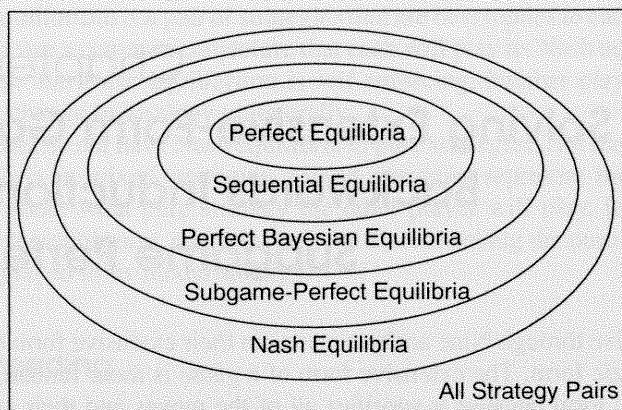 Perfect Equilibria
Sequential Equilibria
Perfect Bayesian Equilibria
Subgame-Perfect Equilibria
Nash Equilibria
All Strategy Pairs